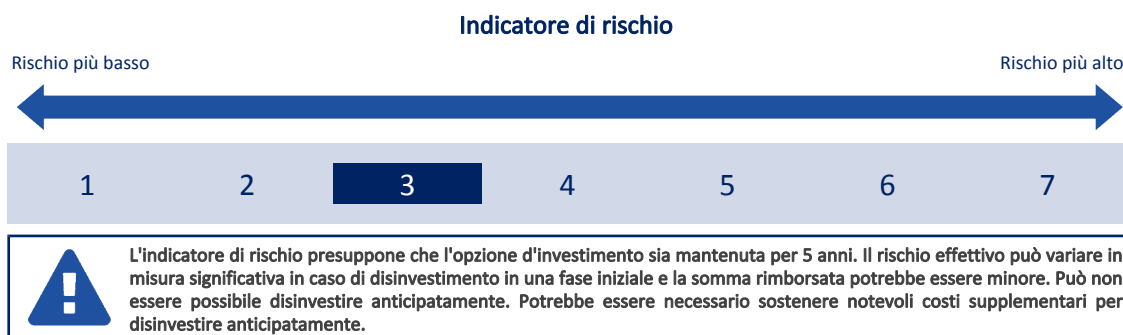 Indicatore di rischio
Rischio più basso Rischio più alto
1 2 3 4 5 6 7
L'indicatore di rischio presuppone che l'opzione d'investimento sia mantenuta per 5 anni. Il rischio effettivo può variare in
misura significativa in caso di disinvestimento in una fase iniziale e la somma rimborsata potrebbe essere minore. Può non
essere possibile disinvestire anticipatamente. Potrebbe essere necessario sostenere notevoli costi supplementari per
disinvestire anticipatamente.